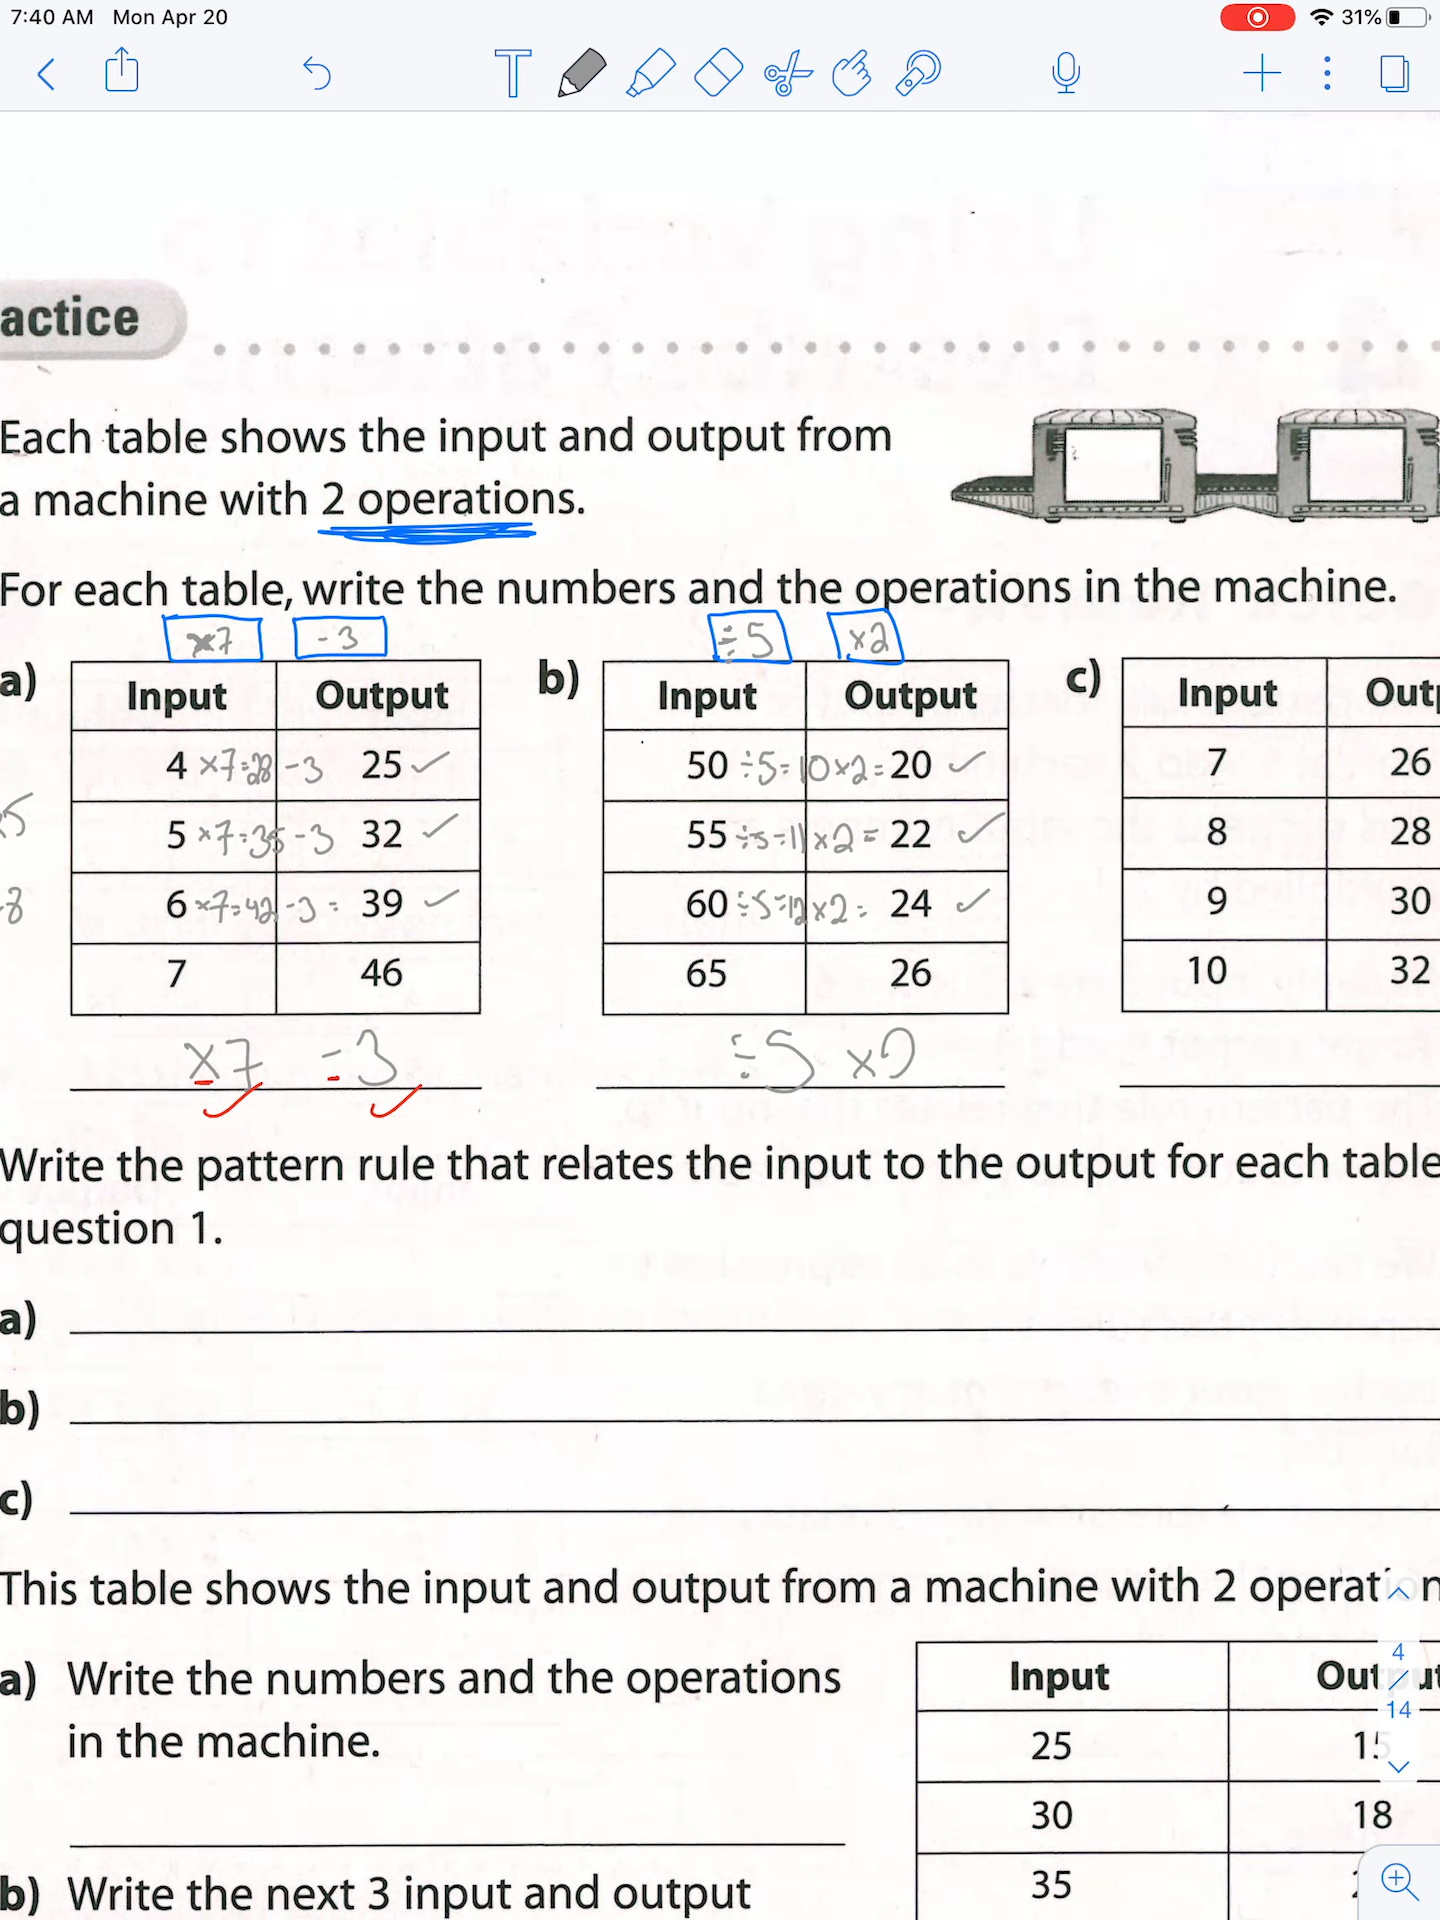 7:40 AM Mon Apr 20
31%
T
actice
Each table shows the input and output from
a machine with 2 operations.
For each table, write the numbers and the operations in the machine.
×7 -3 ÷5 ×2
a) Input Output b) Input Output c) Input Outp
4 ×7=28 -3 25 ✓ 50 ÷5=10×2=20 ✓ 7 26
5 ×7=35 -3 32 ✓ 55 ÷5=11×2=22 ✓ 8 28
6 ×7=42 -3= 39 ✓ 60 ÷5=12×2= 24 ✓ 9 30
7 46 65 26 10 32
×7 -3 ÷5 ×2
Write the pattern rule that relates the input to the output for each table
question 1.
a)
b)
c)
This table shows the input and output from a machine with 2 operat
a) Write the numbers and the operations
in the machine.
Input Output
25 15
30 18
35
4
/
14
b) Write the next 3 input and output